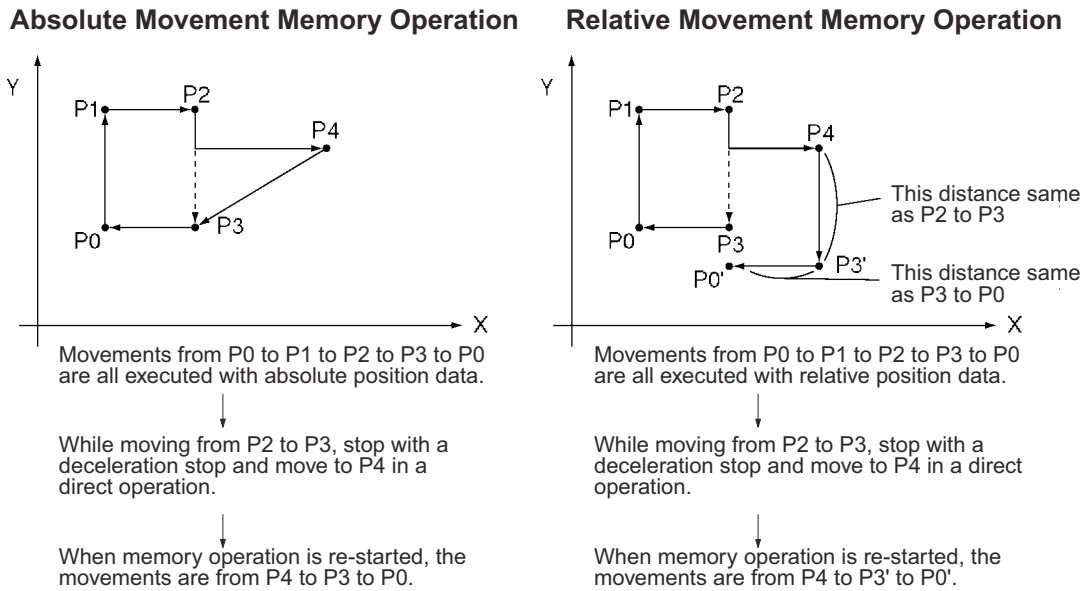 Absolute Movement Memory Operation
Y
P1
P2
P4
P0
P3
X
Movements from P0 to P1 to P2 to P3 to P0
are all executed with absolute position data.
While moving from P2 to P3, stop with a
deceleration stop and move to P4 in a
direct operation.
When memory operation is re-started, the
movements are from P4 to P3 to P0.
Relative Movement Memory Operation
Y
P1
P2
P4
This distance same
as P2 to P3
P0
P3
P0'
P3'
This distance same
as P3 to P0
X
Movements from P0 to P1 to P2 to P3 to P0
are all executed with relative position data.
While moving from P2 to P3, stop with a
deceleration stop and move to P4 in a direct
operation.
When memory operation is re-started, the
movements are from P4 to P3' to P0'.